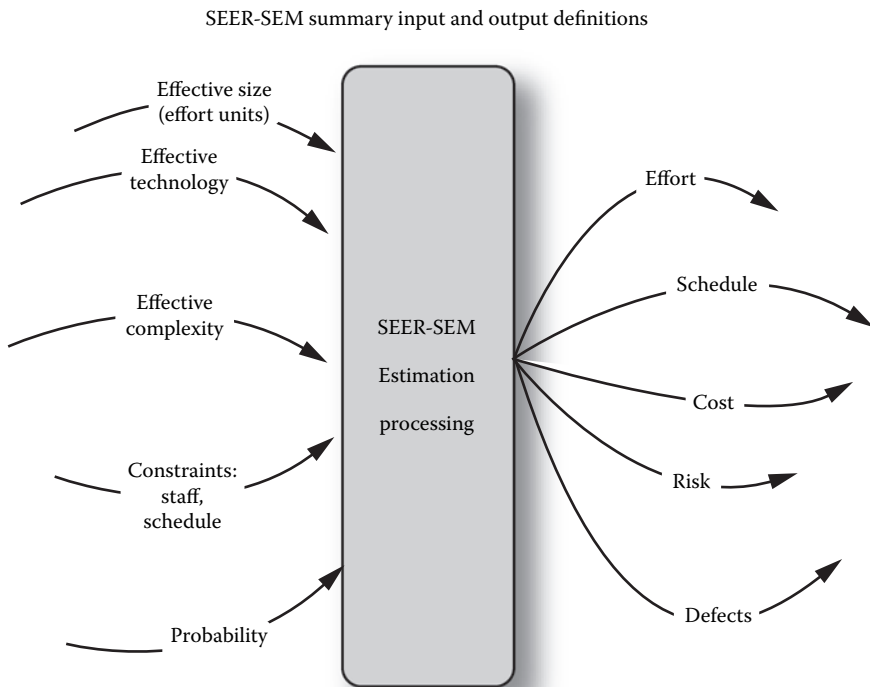 SEER-SEM summary input and output definitions
Effective size
(effort units)
Effective
technology
Effective
complexity
Constraints:
staff,
schedule
Probability
SEER-SEM
Estimation
processing
Effort
Schedule
Cost
Risk
Defects